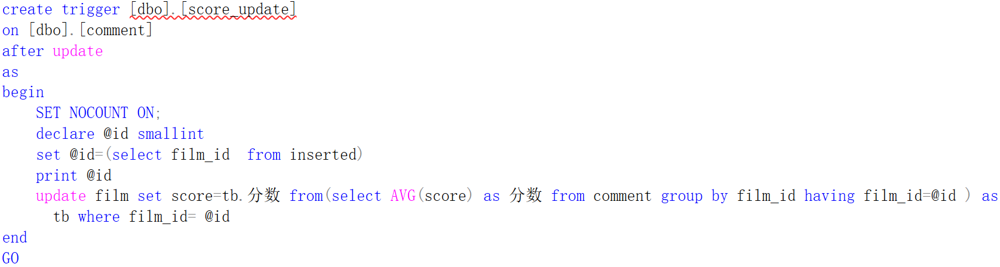 create trigger [dbo].[score_update]
on [dbo].[comment]
after update
as
begin
    SET NOCOUNT ON;
    declare @id smallint
    set @id=(select film_id  from inserted)
    print @id
    update film set score=tb.分数 from(select AVG(score) as 分数 from comment group by film_id having film_id=@id ) as
      tb where film_id= @id
end
GO